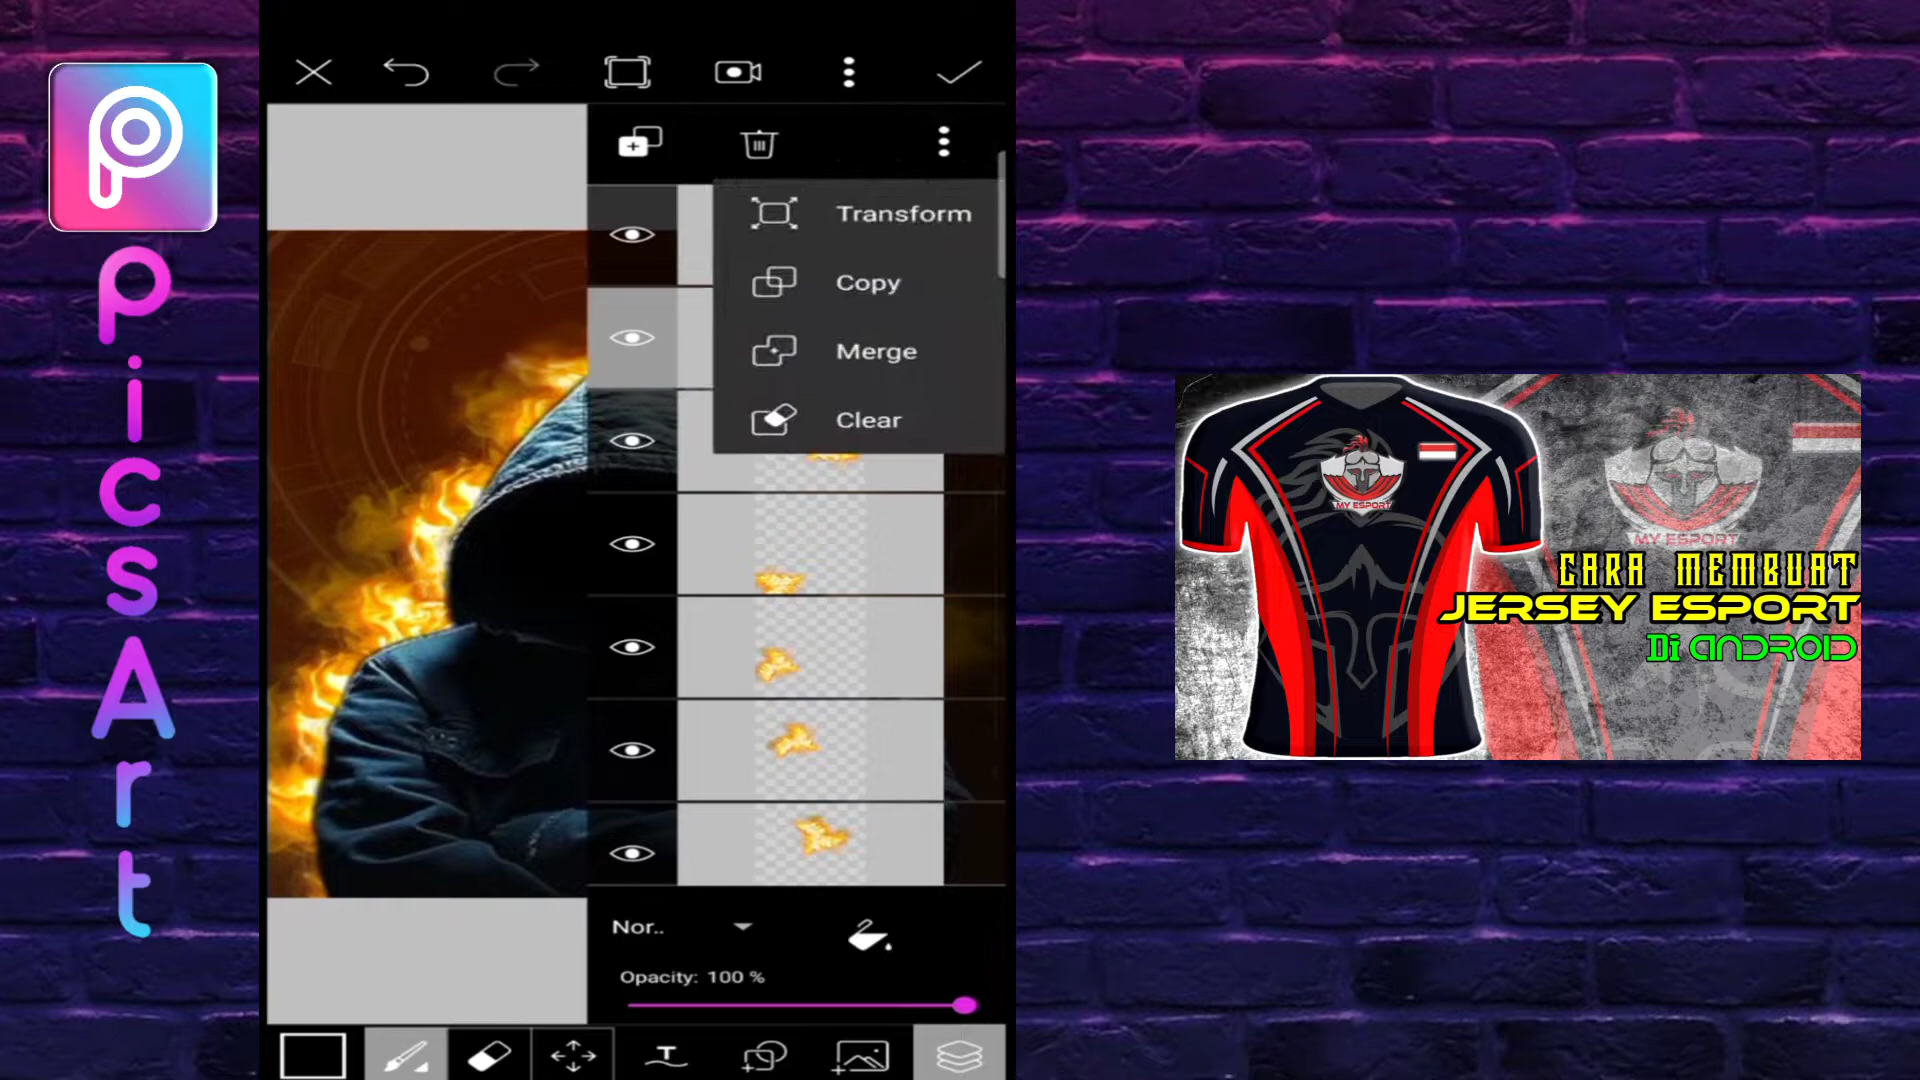 PicsArt
Transform
Copy
Merge
Clear
Nor..
Opacity: 100 %
MY ESPORT
MY ESPORT
CARA MEMBUAT
JERSEY ESPORT
Di ANDROID